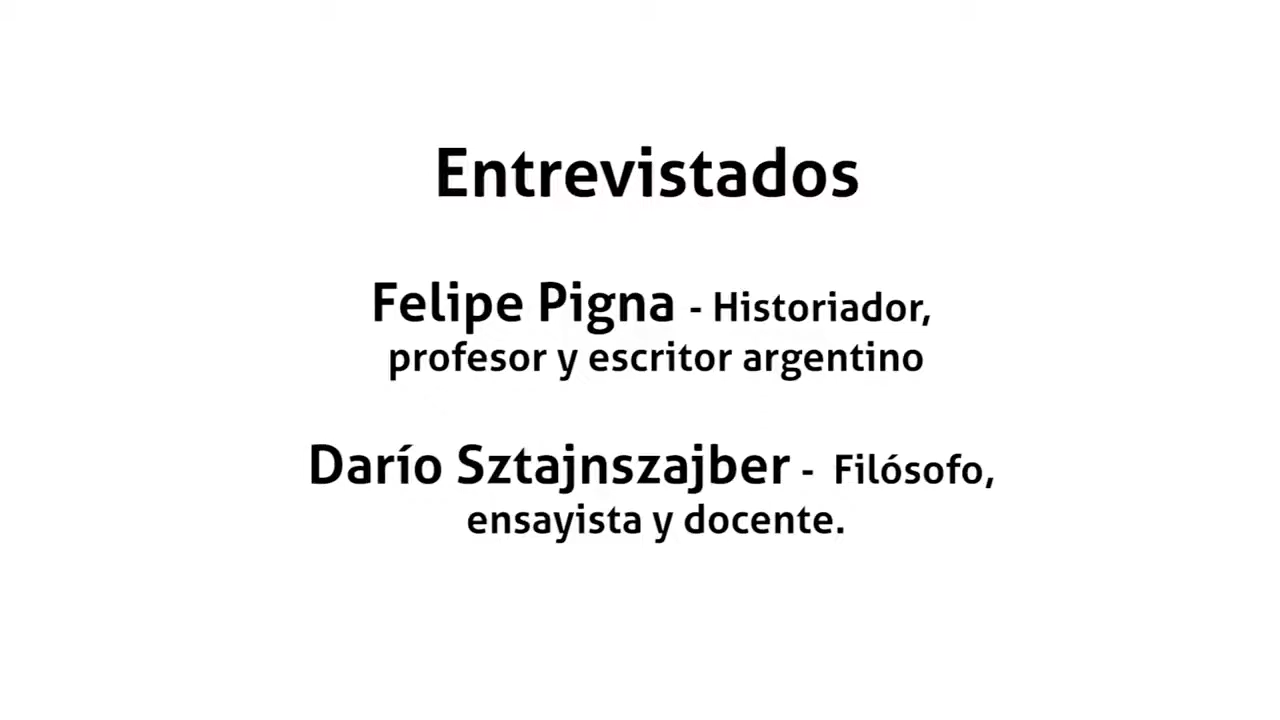 Entrevistados
Felipe Pigna - Historiador,
profesor y escritor argentino
Darío Sztajnszajber - Filósofo,
ensayista y docente.